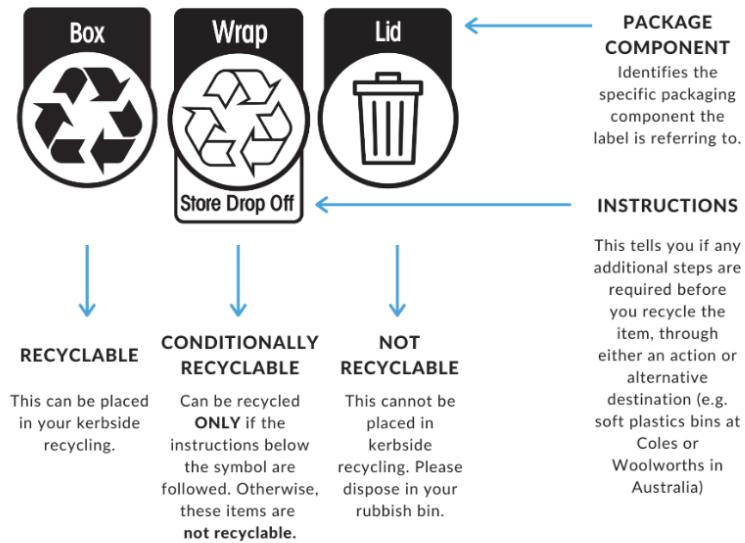 Box
Wrap
Lid
Store Drop Off
PACKAGE
COMPONENT
Identifies the
specific packaging
component the
label is referring to.
INSTRUCTIONS
This tells you if any
additional steps are
required before
you recycle the
item, through
either an action or
alternative
destination (e.g.
soft plastics bins at
Coles or
Woolworths in
Australia)
RECYCLABLE
This can be placed
in your kerbside
recycling.
CONDITIONALLY
RECYCLABLE
Can be recycled
ONLY if the
instructions below
the symbol are
followed. Otherwise,
these items are
not recyclable.
NOT
RECYCLABLE
This cannot be
placed in
kerbside
recycling. Please
dispose in your
rubbish bin.